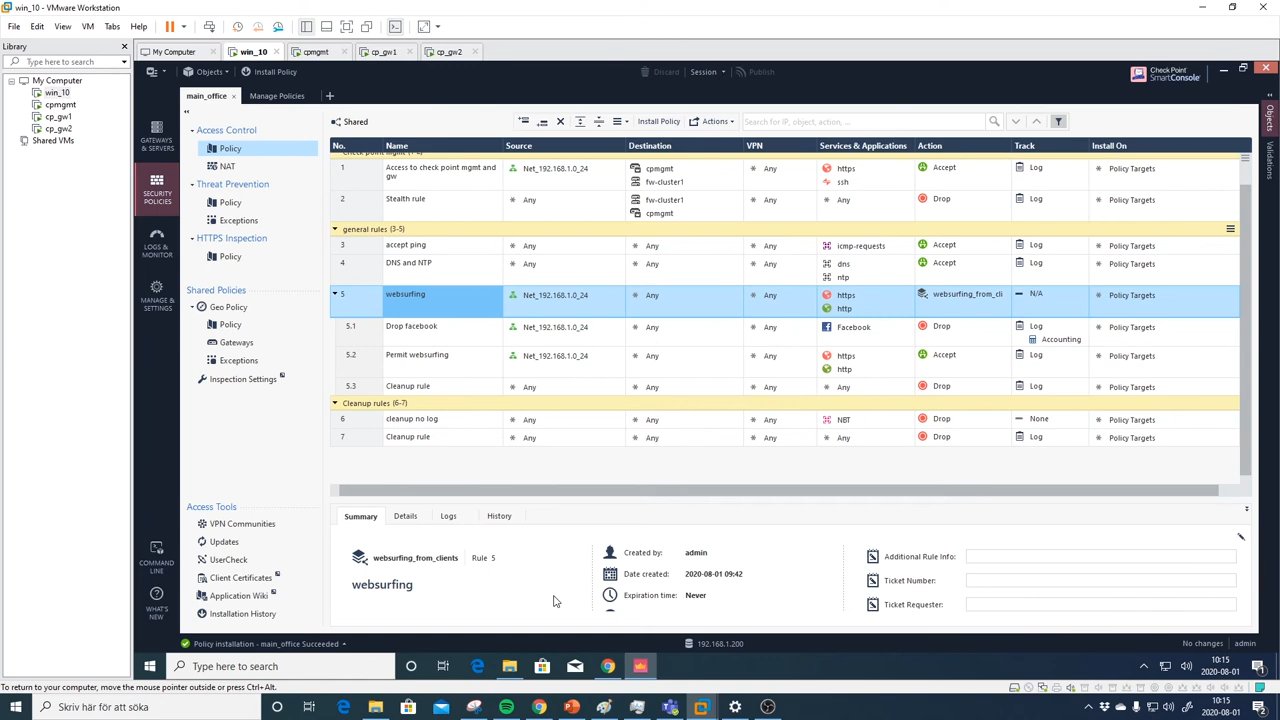 win_10 - VMware Workstation
File Edit View VM Tabs Help
Library
Type here to search
My Computer
win_10
cpmgmt
cp_gw1
cp_gw2
Shared VMs
My Computer win_10 cpmgmt cp_gw1 cp_gw2
Objects Install Policy Discard Session Publish Check Point SmartConsole
main_office Manage Policies
GATEWAYS & SERVERS
SECURITY POLICIES
LOGS & MONITOR
MANAGE & SETTINGS
COMMAND LINE
WHAT'S NEW
Access Control
Policy
NAT
Threat Prevention
Policy
Exceptions
HTTPS Inspection
Policy
Shared Policies
Geo Policy
Policy
Gateways
Exceptions
Inspection Settings
Access Tools
VPN Communities
Updates
UserCheck
Client Certificates
Application Wiki
Installation History
Shared Install Policy Actions Search for IP, object, action, ...
No. Name Source Destination VPN Services & Applications Action Track Install On
1 Access to check point mgmt and gw Net_192.168.1.0_24 cpmgmt fw-cluster1 Any https ssh Accept Log Policy Targets
2 Stealth rule Any fw-cluster1 cpmgmt Any Any Drop Log Policy Targets
general rules (3-5)
3 accept ping Any Any Any icmp-requests Accept Log Policy Targets
4 DNS and NTP Any Any Any dns ntp Accept Log Policy Targets
5 websurfing Net_192.168.1.0_24 Any Any https http websurfing_from_cli N/A Policy Targets
5.1 Drop facebook Net_192.168.1.0_24 Any Any Facebook Drop Log Accounting Policy Targets
5.2 Permit websurfing Net_192.168.1.0_24 Any Any https http Accept Log Policy Targets
5.3 Cleanup rule Any Any Any Any Drop Log Policy Targets
Cleanup rules (6-7)
6 cleanup no log Any Any Any NBT Drop None Policy Targets
7 Cleanup rule Any Any Any Any Drop Log Policy Targets
Summary Details Logs History
websurfing_from_clients Rule 5
websurfing
Created by: admin
Date created: 2020-08-01 09:42
Expiration time: Never
Additional Rule Info:
Ticket Number:
Ticket Requester:
Objects
Validations
Policy installation - main_office Succeeded 192.168.1.200 No changes admin
Type here to search 10:15
2020-08-01
To return to your computer, move the mouse pointer outside or press Ctrl+Alt.
Skriv här för att söka 10:15
2020-08-01